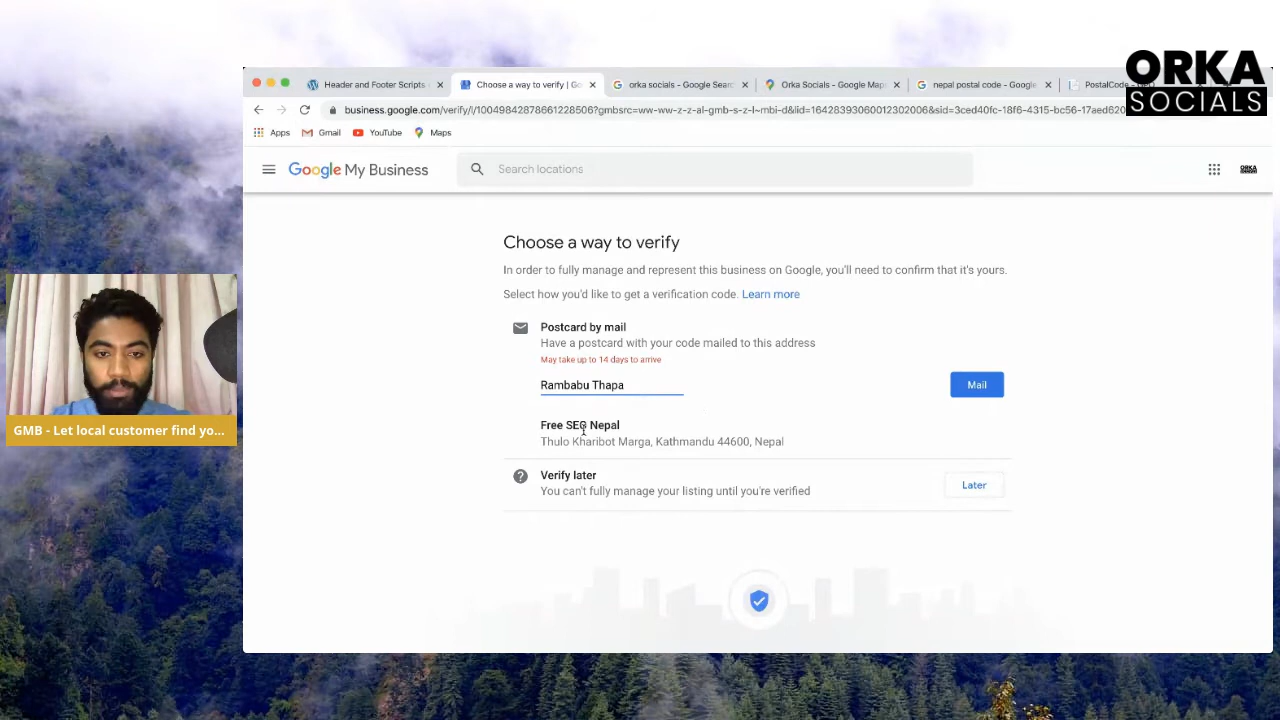 ORKA
SOCIALS
Header and Footer Scripts
Choose a way to verify | Go
orka socials - Google Sear
Orka Socials - Google Map
nepal postal code - Google
PostalCode
business.google.com/verify/l/10049842878661228506?gmbsrc=ww-ww-z-z-al-gmb-s-z-l~mbi-d&lid=16428393060012302006&sid=3ced40fc-18f6-4315-bc56-17aed620
Apps
Gmail
YouTube
Maps
Google My Business
Search locations
ORKA
Choose a way to verify
In order to fully manage and represent this business on Google, you'll need to confirm that it's yours.
Select how you'd like to get a verification code. Learn more
Postcard by mail
Have a postcard with your code mailed to this address
May take up to 14 days to arrive
Rambabu Thapa
Mail
Free SEO Nepal
Thulo Kharibot Marga, Kathmandu 44600, Nepal
Verify later
You can't fully manage your listing until you're verified
Later
GMB - Let local customer find yo...